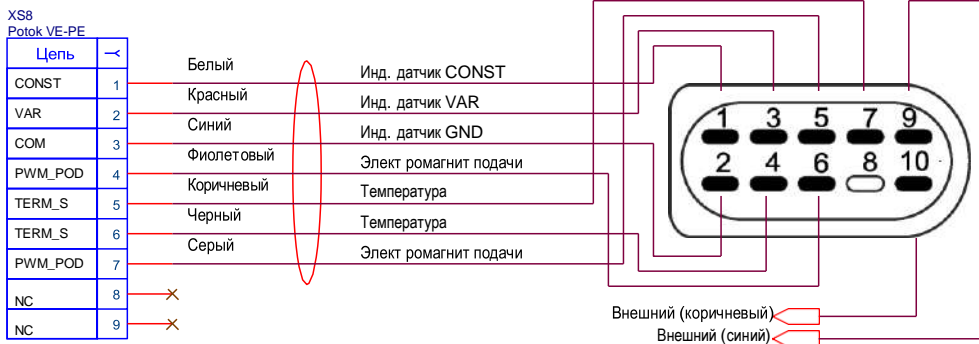 XS8
Potok VE-PE
Цепь
CONST 1 Белый Инд. датчик CONST
VAR 2 Красный Инд. датчик VAR
COM 3 Синий Инд. датчик GND
PWM_POD 4 Фиолетовый Элект ромагнит подачи
TERM_S 5 Коричневый Температура
TERM_S 6 Черный Температура
PWM_POD 7 Серый Элект ромагнит подачи
NC 8
NC 9
1 3 5 7 9
2 4 6 8 10
Внешний (коричневый)
Внешний (синий)